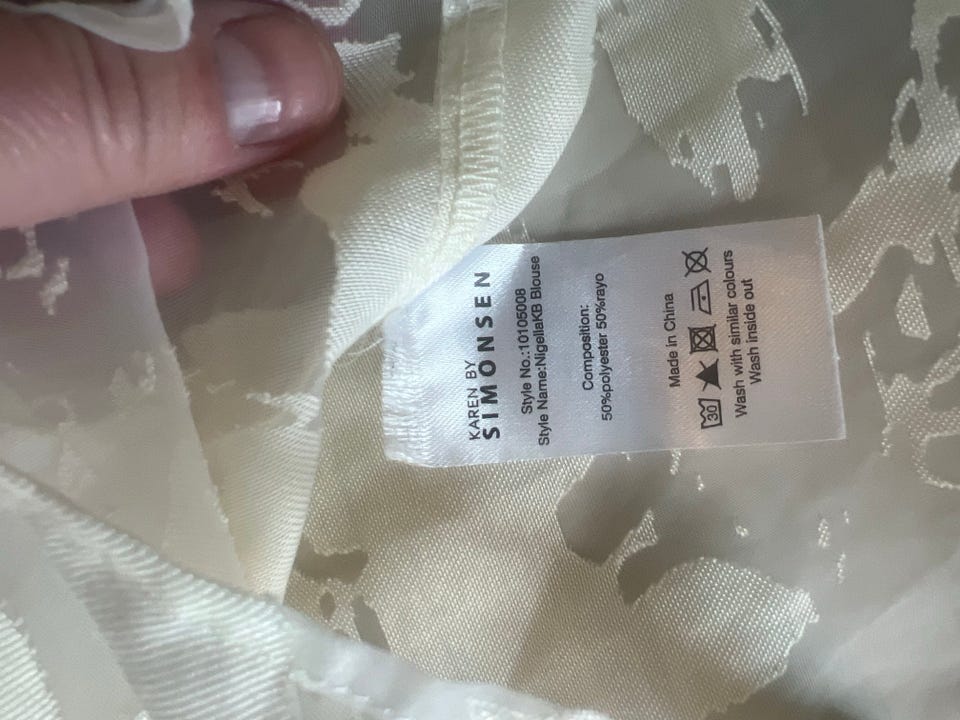 KAREN BY
SIMONSEN
Style No.:10105008
Style Name:NigellaKB Blouse
Composition:
50%polyester 50%rayo
Made in China
30
Wash with similar colours
Wash inside out